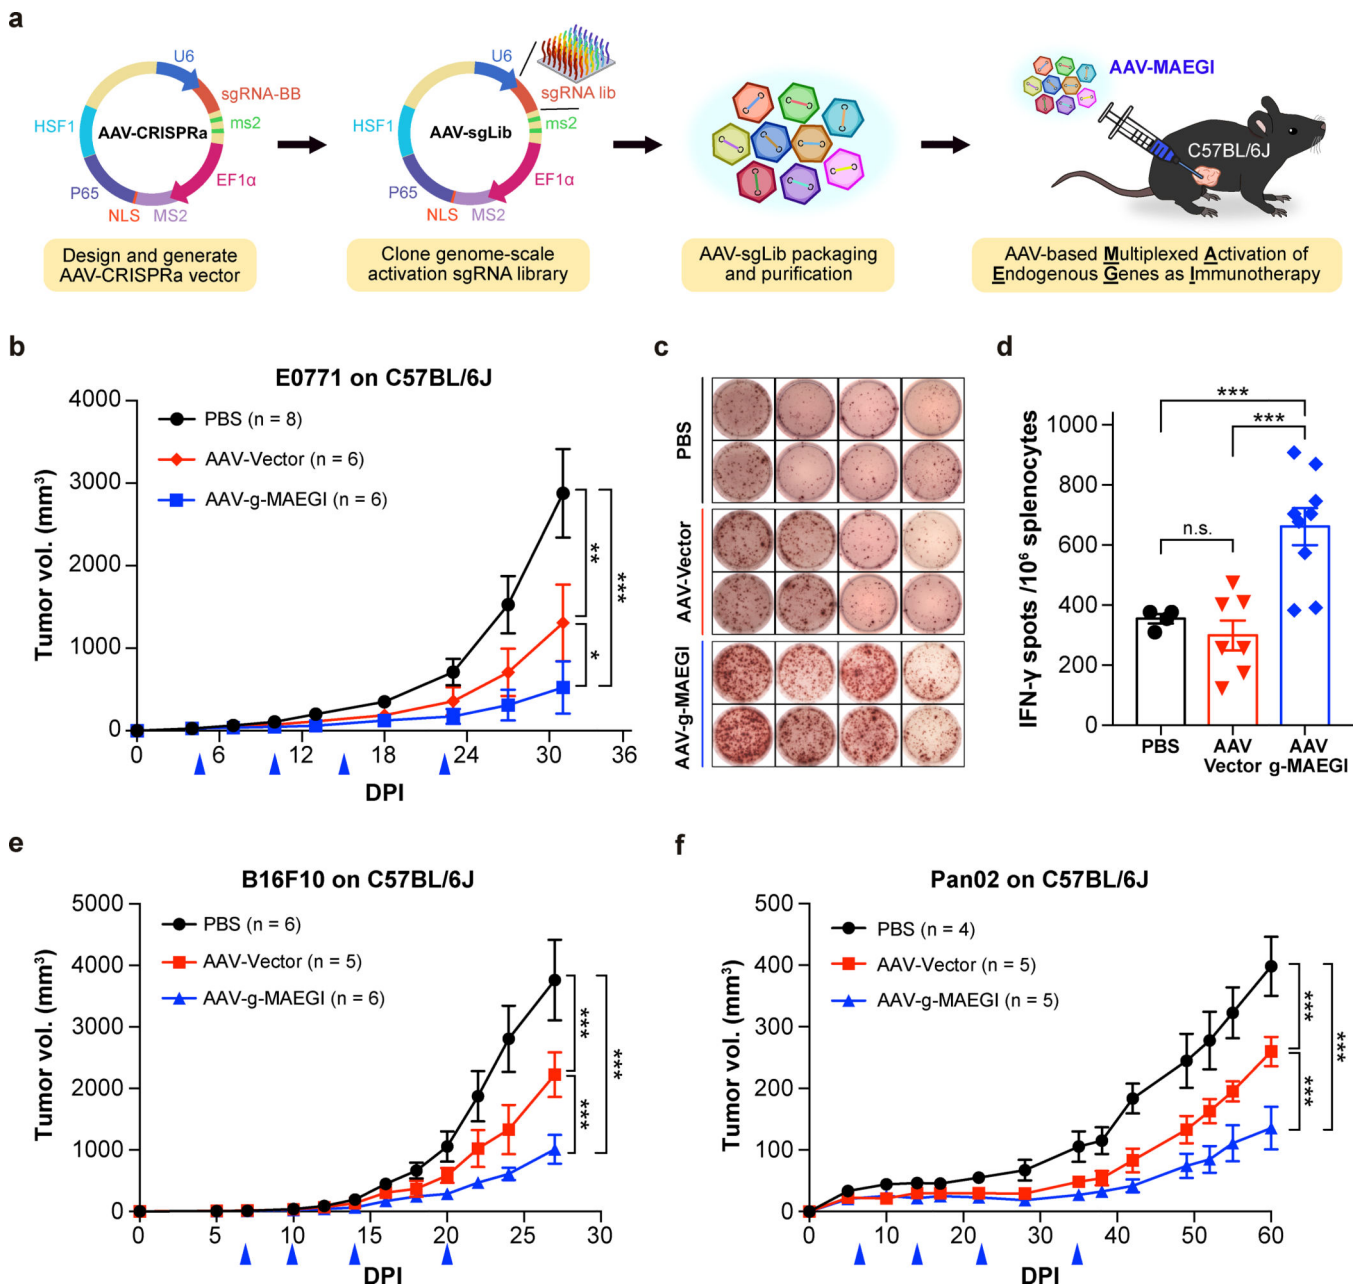 a
U6
sgRNA-BB
ms2
EF1α
MS2
NLS
P65
HSF1
AAV-CRISPRa
Design and generate
AAV-CRISPRa vector
U6
sgRNA lib
ms2
EF1α
MS2
NLS
P65
HSF1
AAV-sgLib
Clone genome-scale
activation sgRNA library
AAV-sgLib packaging
and purification
AAV-MAEGI
C57BL/6J
AAV-based Multiplexed Activation of
Endogenous Genes as Immunotherapy
b
E0771 on C57BL/6J
Tumor vol. (mm³)
4000
3000
2000
1000
0
PBS (n = 8)
AAV-Vector (n = 6)
AAV-g-MAEGI (n = 6)
**
*
***
0 6 12 18 24 30 36
DPI
c
PBS
AAV-Vector
AAV-g-MAEGI
d
IFN-γ spots /10⁶ splenocytes
1000
800
600
400
200
0
***
***
n.s.
PBS
AAV
Vector
AAV
g-MAEGI
e
B16F10 on C57BL/6J
Tumor vol. (mm³)
5000
4000
3000
2000
1000
0
PBS (n = 6)
AAV-Vector (n = 5)
AAV-g-MAEGI (n = 6)
***
***
***
0 5 10 15 20 25 30
DPI
f
Pan02 on C57BL/6J
Tumor vol. (mm³)
500
400
300
200
100
0
PBS (n = 4)
AAV-Vector (n = 5)
AAV-g-MAEGI (n = 5)
***
***
***
0 10 20 30 40 50 60
DPI